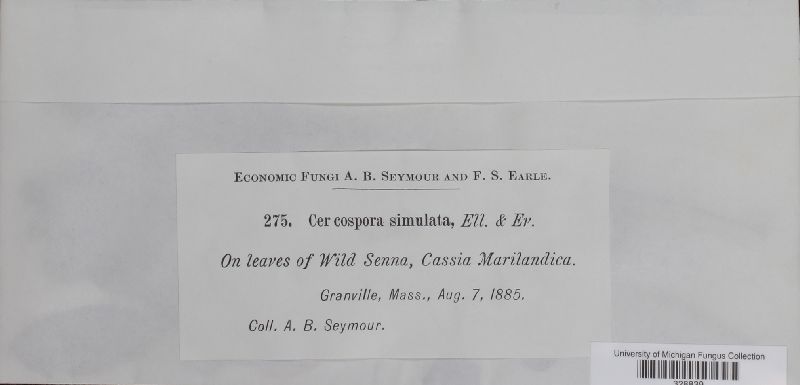 Economic Fungi A. B. Seymour and F. S. Earle.
275. Cer cospora simulata, Ell. & Ev.
On leaves of Wild Senna, Cassia Marilandica.
Granville, Mass., Aug. 7, 1885.
Coll. A. B. Seymour.
University of Michigan Fungus Collection